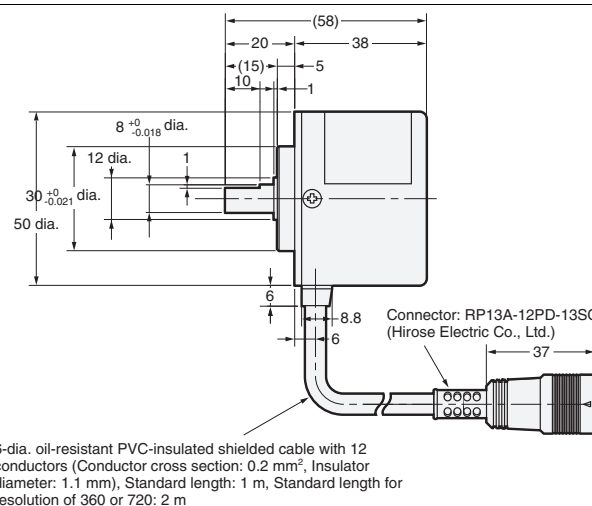 (58)
20
38
(15)
5
10
1
8 +0 -0.018 dia.
12 dia.
1
30 +0 -0.021 dia.
50 dia.
6
8.8
6
Connector: RP13A-12PD-13SC
(Hirose Electric Co., Ltd.)
37
6-dia. oil-resistant PVC-insulated shielded cable with 12
conductors (Conductor cross section: 0.2 mm², Insulator
diameter: 1.1 mm), Standard length: 1 m, Standard length for
resolution of 360 or 720: 2 m